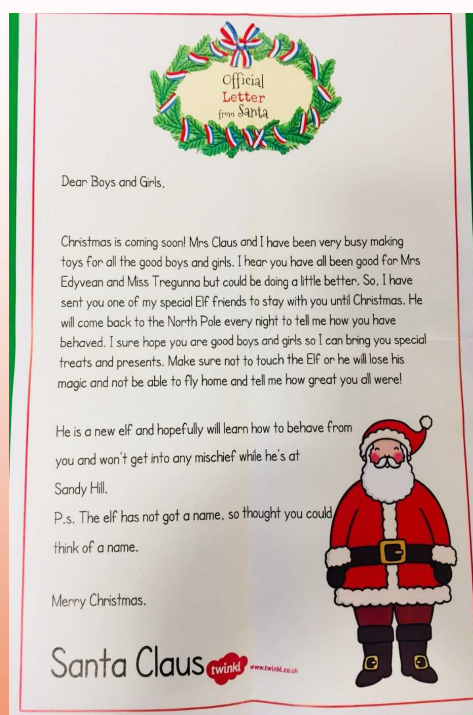 Official
Letter
from Santa
Dear Boys and Girls,
Christmas is coming soon! Mrs Claus and I have been very busy making
toys for all the good boys and girls. I hear you have all been good for Mrs
Edyvean and Miss Tregunna but could be doing a little better. So, I have
sent you one of my special Elf friends to stay with you until Christmas. He
will come back to the North Pole every night to tell me how you have
behaved. I sure hope you are good boys and girls so I can bring you special
treats and presents. Make sure not to touch the Elf or he will lose his
magic and not be able to fly home and tell me how great you all were!
He is a new elf and hopefully will learn how to behave from
you and won't get into any mischief while he's at
Sandy Hill.
P.s. The elf has not got a name, so thought you could
think of a name.
Merry Christmas.
Santa Claus twinkl www.twinkl.co.uk